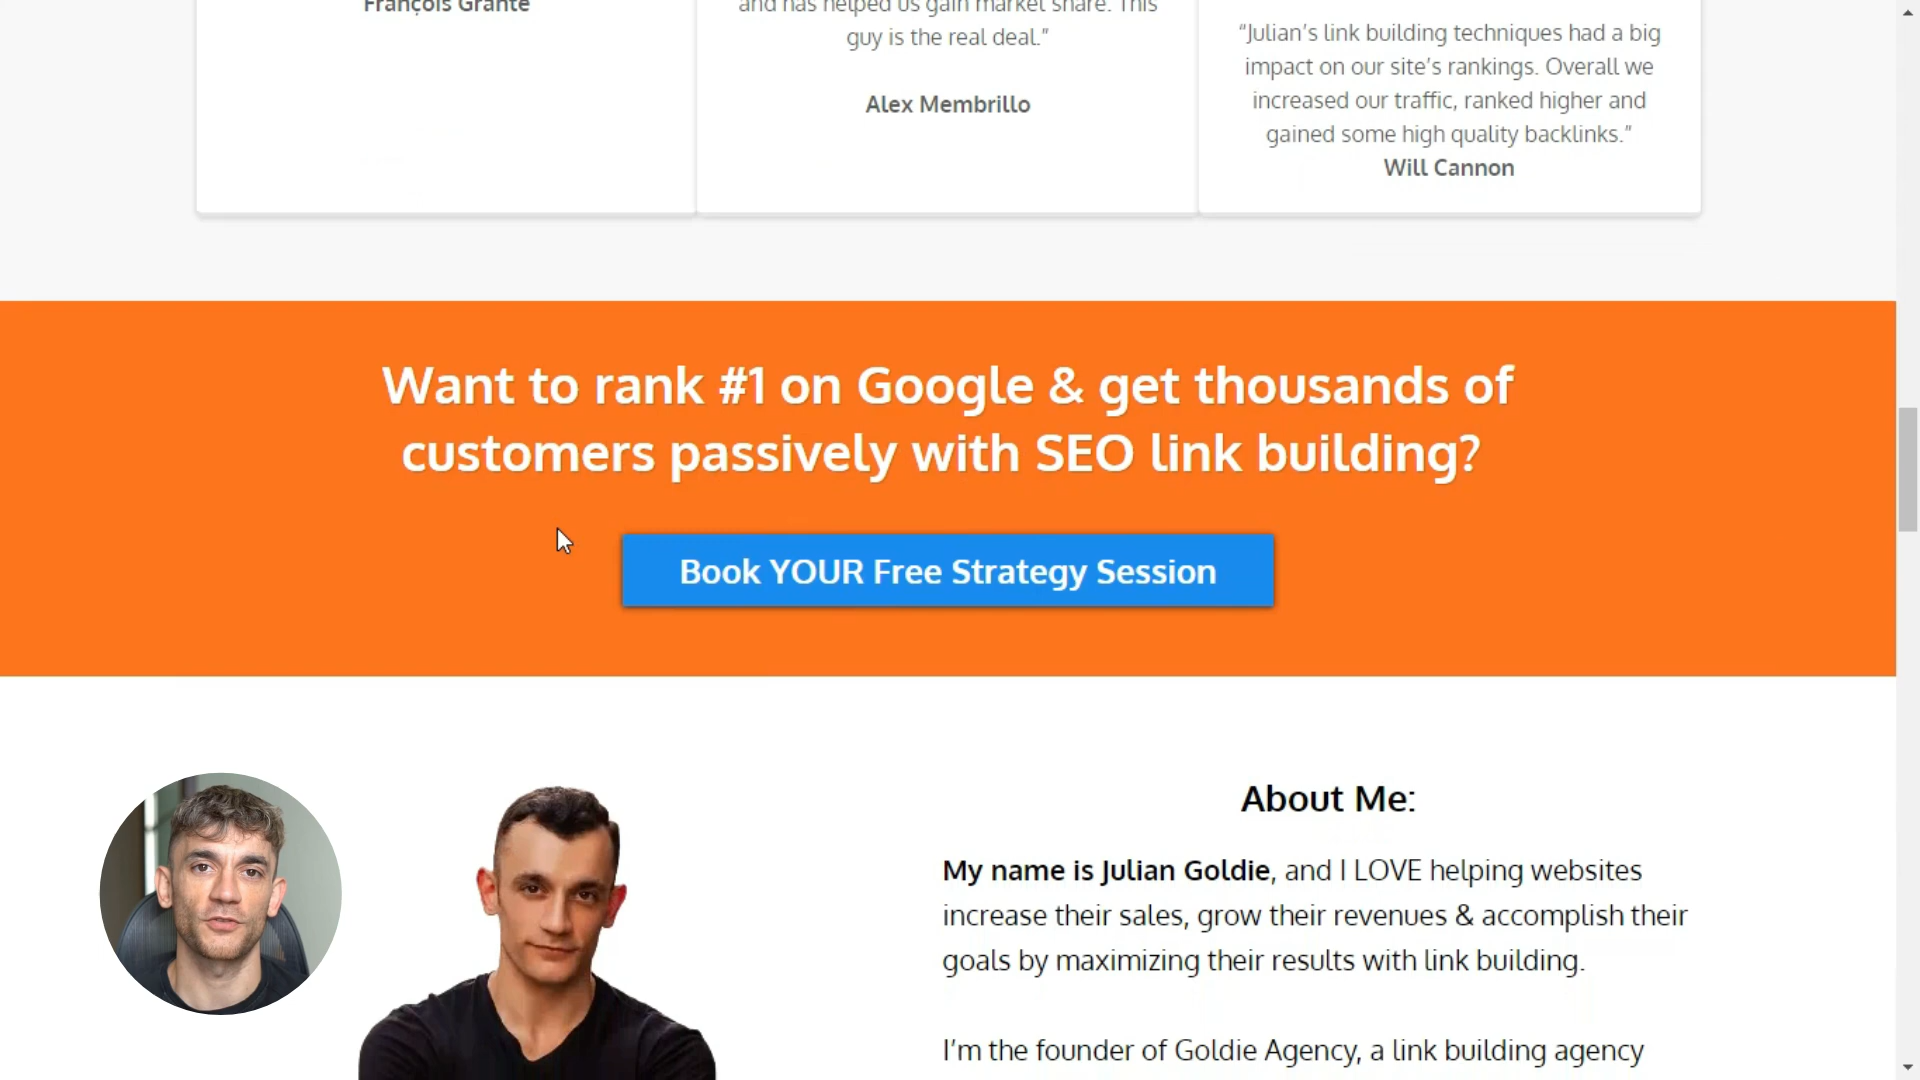 François Grante
and has helped us gain market share. This
guy is the real deal.”
Alex Membrillo
“Julian’s link building techniques had a big
impact on our site’s rankings. Overall we
increased our traffic, ranked higher and
gained some high quality backlinks.”
Will Cannon
Want to rank #1 on Google & get thousands of
customers passively with SEO link building?
Book YOUR Free Strategy Session
About Me:
My name is Julian Goldie, and I LOVE helping websites
increase their sales, grow their revenues & accomplish their
goals by maximizing their results with link building.
I’m the founder of Goldie Agency, a link building agency